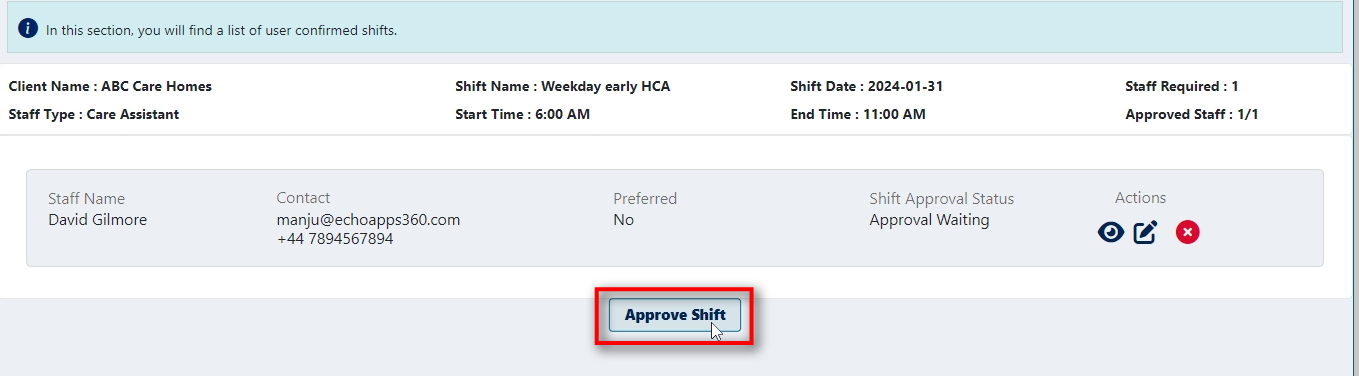 In this section, you will find a list of user confirmed shifts.
Client Name : ABC Care Homes
Shift Name : Weekday early HCA
Shift Date : 2024-01-31
Staff Required : 1
Staff Type : Care Assistant
Start Time : 6:00 AM
End Time : 11:00 AM
Approved Staff : 1/1
Staff Name
Contact
Preferred
Shift Approval Status
Actions
David Gilmore
manju@echoapps360.com
No
Approval Waiting
+44 7894567894
Approve Shift